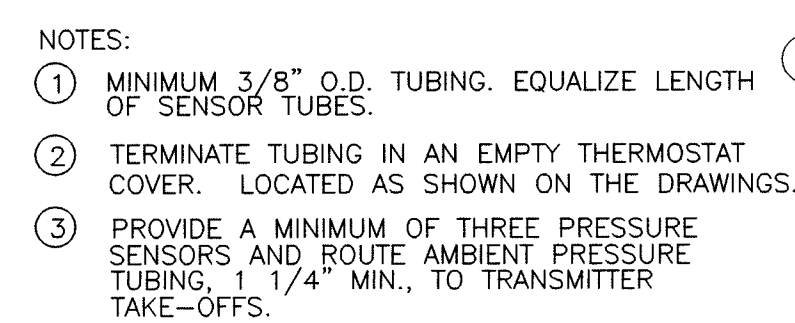 NOTES:
1 MINIMUM 3/8" O.D. TUBING. EQUALIZE LENGTH
OF SENSOR TUBES.
2 TERMINATE TUBING IN AN EMPTY THERMOSTAT
COVER. LOCATED AS SHOWN ON THE DRAWINGS.
3 PROVIDE A MINIMUM OF THREE PRESSURE
SENSORS AND ROUTE AMBIENT PRESSURE
TUBING, 1 1/4" MIN., TO TRANSMITTER
TAKE-OFFS.